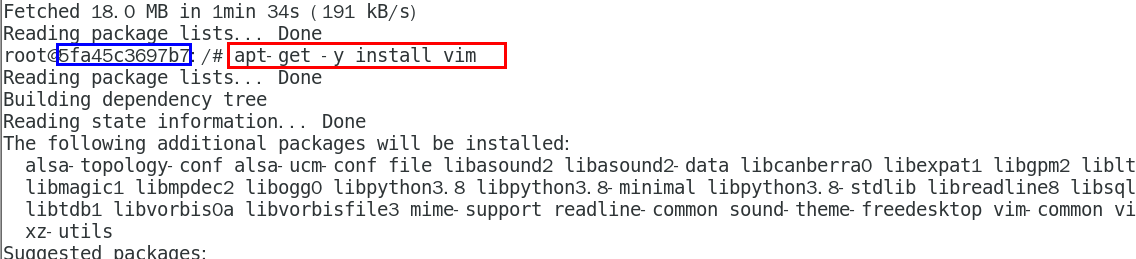 Fetched 18.0 MB in 1min 34s (191 kB/s)
Reading package lists... Done
root@5fa45c3697b7:/# apt-get -y install vim
Reading package lists... Done
Building dependency tree
Reading state information... Done
The following additional packages will be installed:
alsa-topology-conf alsa-ucm-conf file libasound2 libasound2-data libcanberra0 libexpat1 libgpm2 liblt
libmagic1 libmpdec2 libogg0 libpython3.8 libpython3.8-minimal libpython3.8-stdlib libreadline8 libsql
libtdb1 libvorbis0a libvorbisfile3 mime-support readline-common sound-theme-freedesktop vim-common vi
xz-utils
Suggested packages: